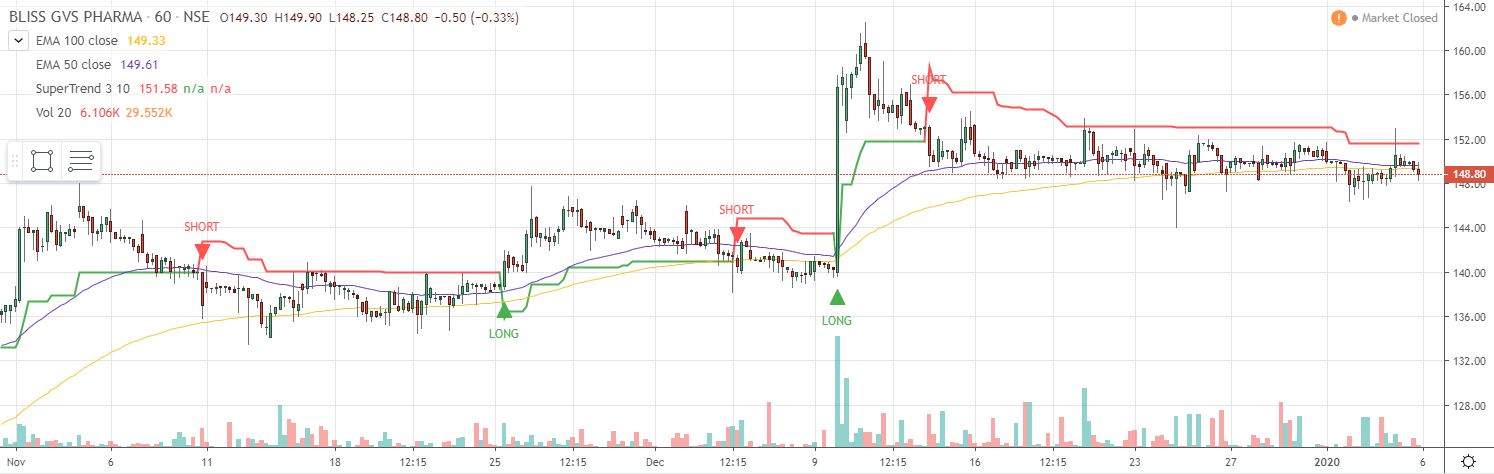 BLISS GVS PHARMA · 60 · NSE O149.30 H149.90 L148.25 C148.80 −0.50 (−0.33%)
! Market Closed
EMA 100 close 149.33
EMA 50 close 149.61
SuperTrend 3 10 151.58 n/a n/a
Vol 20 6.106K 29.552K
164.00
160.00
156.00
152.00
148.80
148.00
144.00
140.00
136.00
132.00
128.00
SHORT
LONG
SHORT
LONG
SHORT
Nov 6 11 18 12:15 25 12:15 Dec 12:15 9 12:15 16 12:15 23 27 2020 6